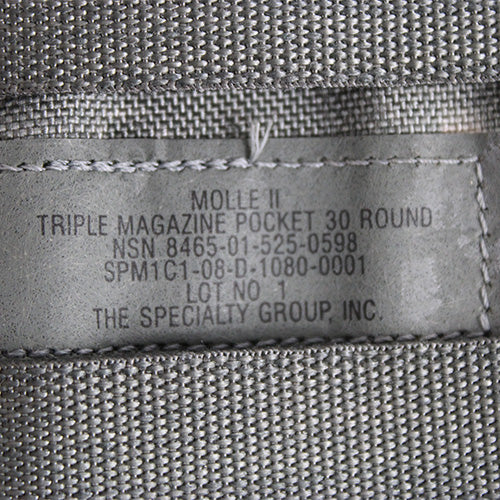 MOLLE II
TRIPLE MAGAZINE POCKET 30 ROUND
NSN 8465-01-525-0598
SPM1C1-08-D-1080-0001
LOT NO 1
THE SPECIALTY GROUP, INC.